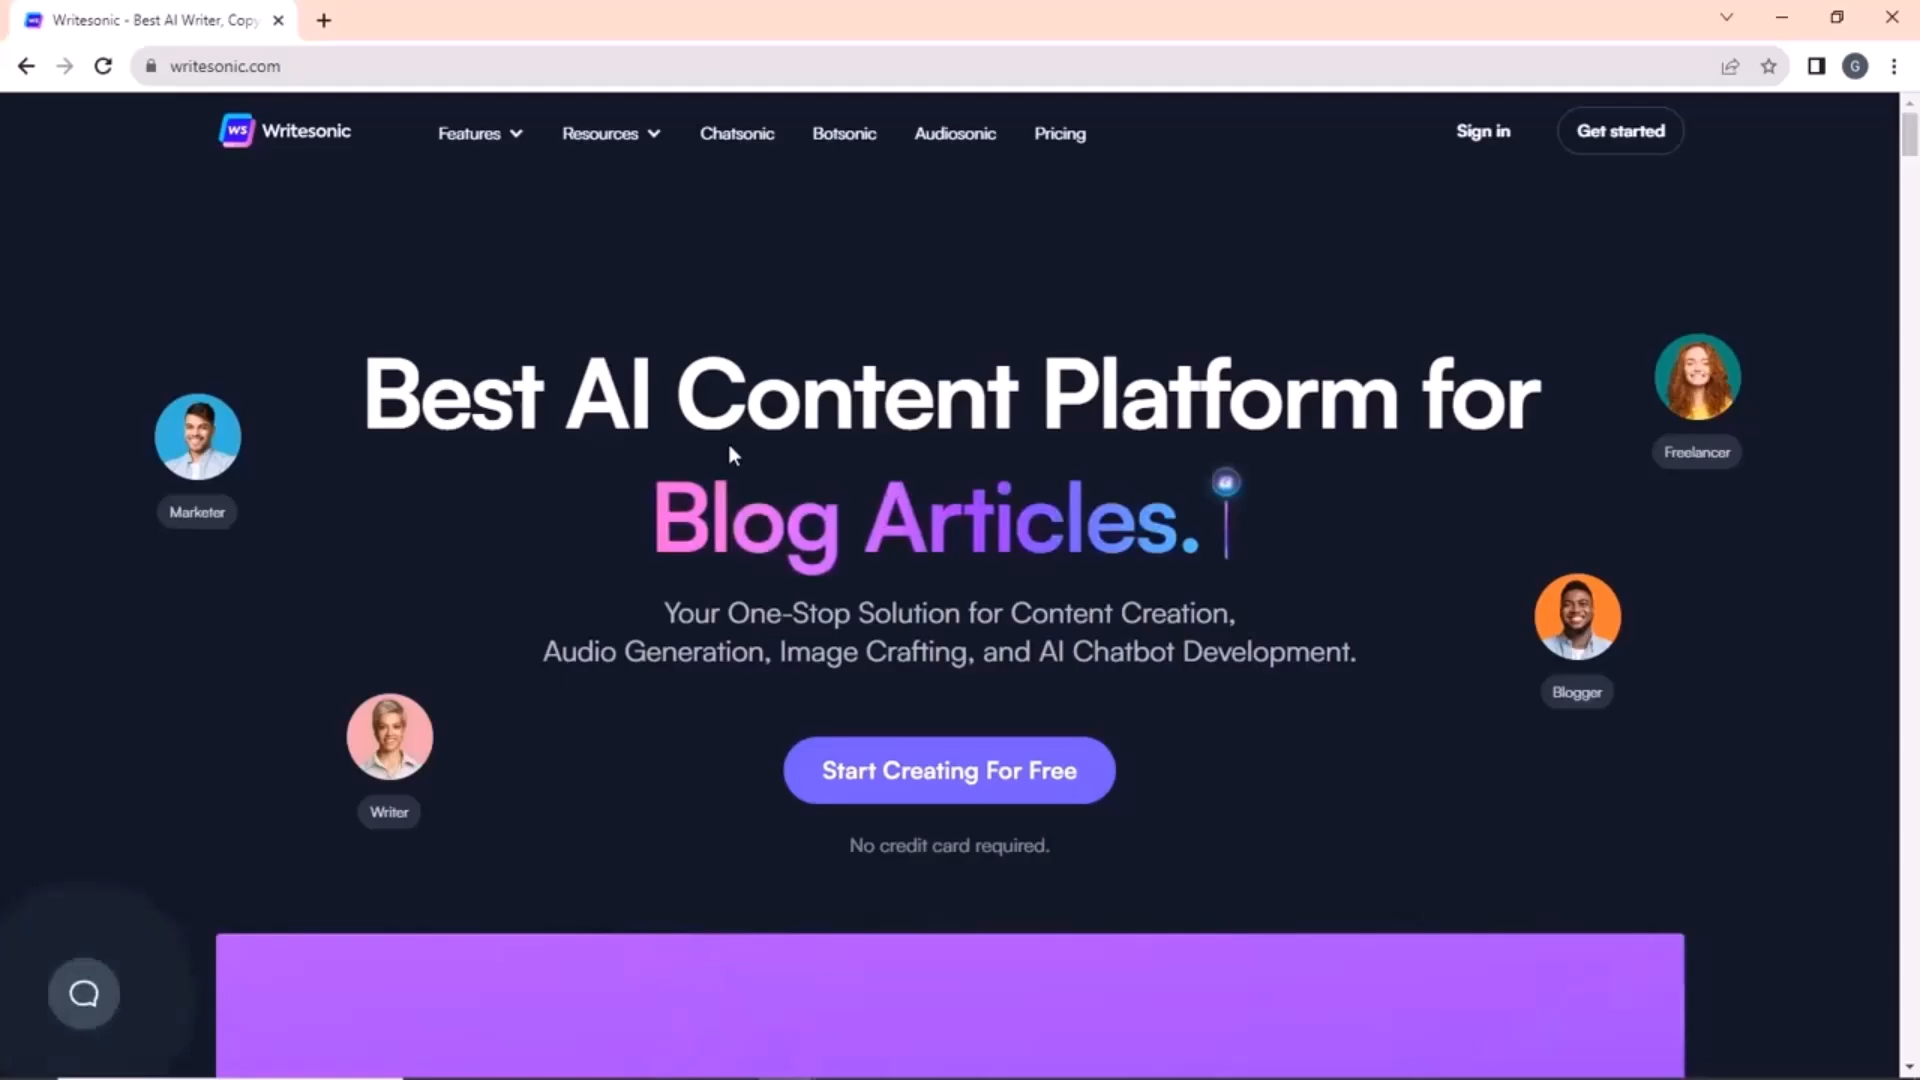 Writesonic - Best AI Writer, Copy
writesonic.com
G
WS Writesonic
Features
Resources
Chatsonic
Botsonic
Audiosonic
Pricing
Sign in
Get started
Best AI Content Platform for
Blog Articles.
Your One-Stop Solution for Content Creation,
Audio Generation, Image Crafting, and AI Chatbot Development.
Marketer
Freelancer
Blogger
Writer
Start Creating For Free
No credit card required.